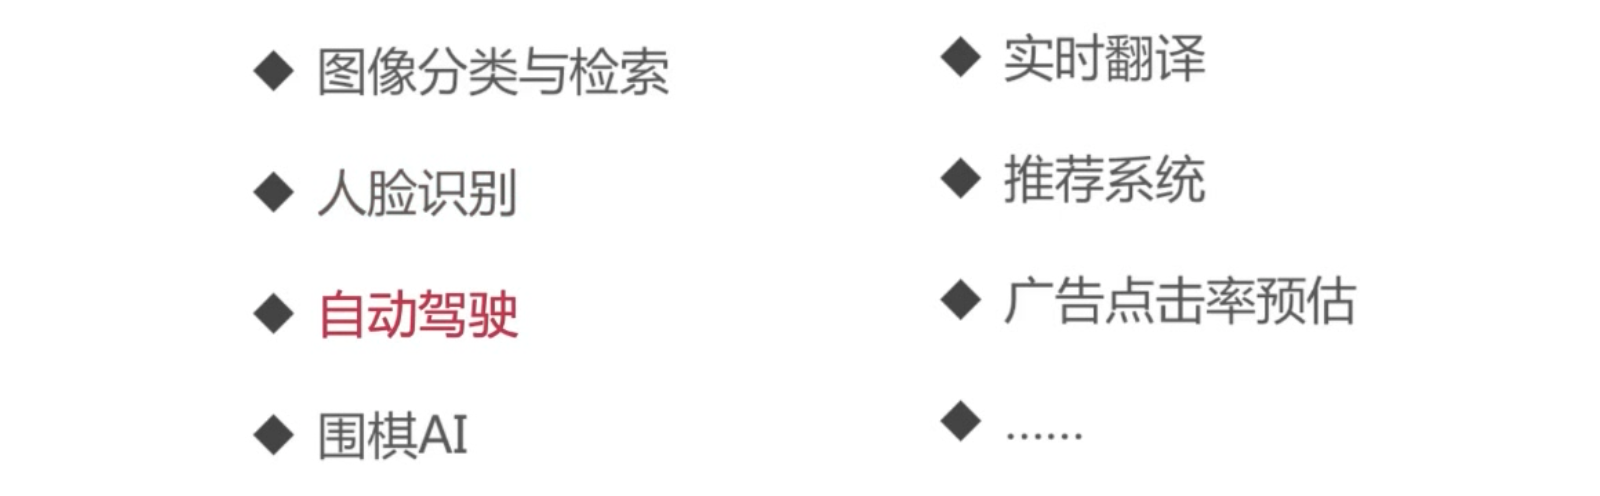 ◆ 图像分类与检索
◆ 人脸识别
◆ 自动驾驶
◆ 围棋AI
◆ 实时翻译
◆ 推荐系统
◆ 广告点击率预估
◆ ……